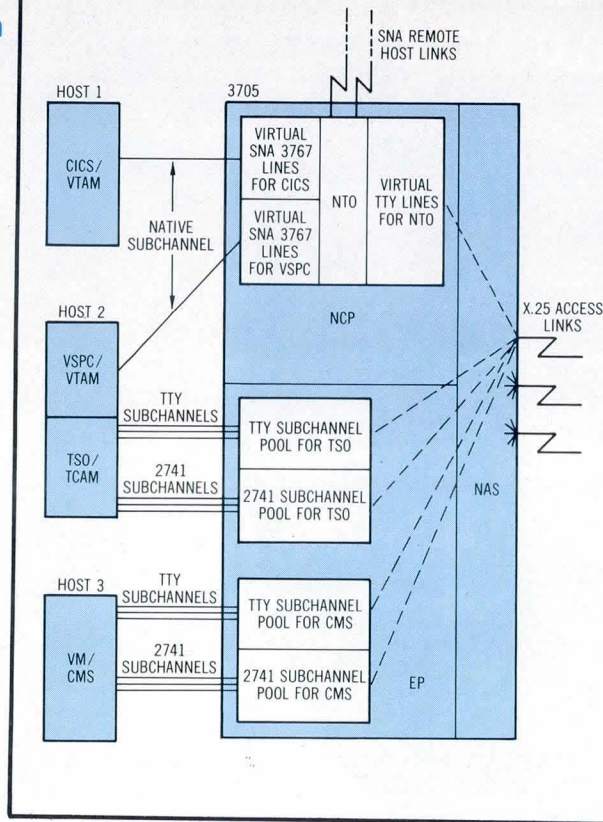 SNA REMOTE
HOST LINKS
HOST 1
3705
CICS/
VTAM
NATIVE
SUBCHANNEL
VIRTUAL
SNA 3767
LINES
FOR CICS
VIRTUAL
SNA 3767
LINES
FOR VSPC
NTO
VIRTUAL
TTY LINES
FOR NTO
NCP
X.25 ACCESS
LINKS
HOST 2
VSPC/
VTAM
TSO/
TCAM
TTY
SUBCHANNELS
2741
SUBCHANNELS
TTY SUBCHANNEL
POOL FOR TSO
2741 SUBCHANNEL
POOL FOR TSO
NAS
HOST 3
VM/
CMS
TTY
SUBCHANNELS
2741
SUBCHANNELS
TTY SUBCHANNEL
POOL FOR CMS
2741 SUBCHANNEL
POOL FOR CMS
EP